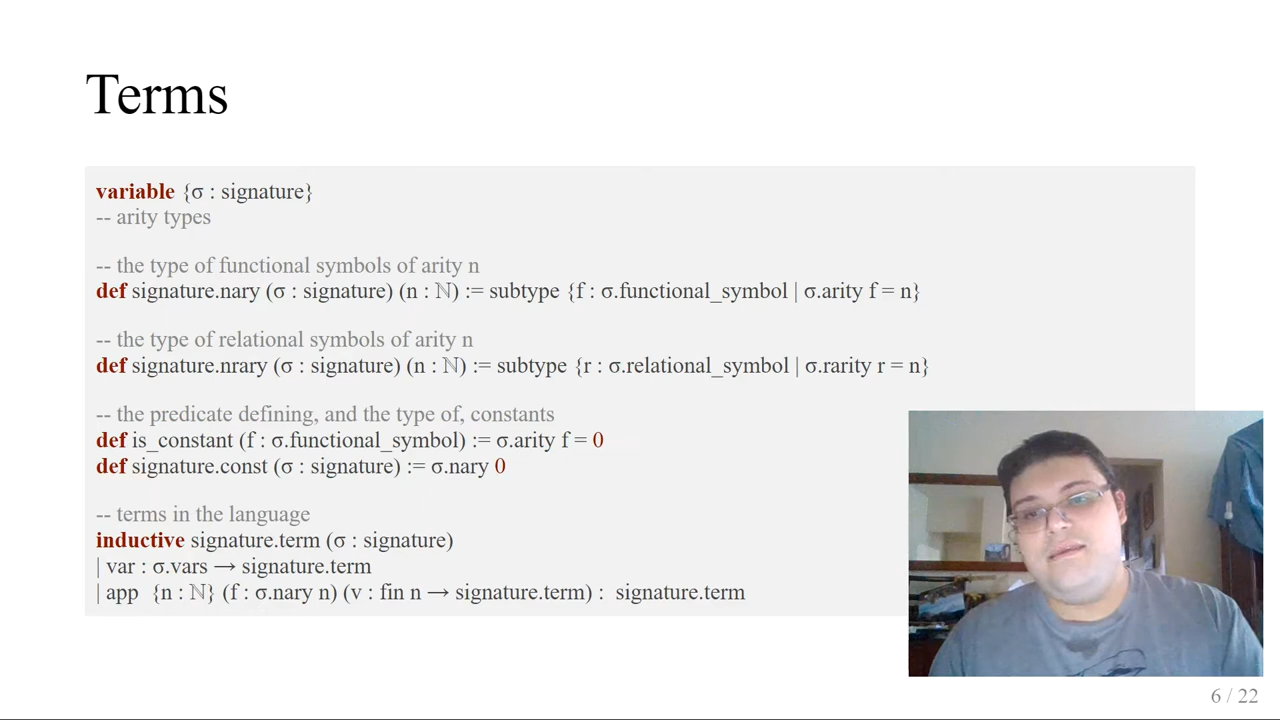 Terms
variable {σ : signature}
-- arity types
-- the type of functional symbols of arity n
def signature.nary (σ : signature) (n : ℕ) := subtype {f : σ.functional_symbol | σ.arity f = n}
-- the type of relational symbols of arity n
def signature.nrary (σ : signature) (n : ℕ) := subtype {r : σ.relational_symbol | σ.rarity r = n}
-- the predicate defining, and the type of, constants
def is_constant (f : σ.functional_symbol) := σ.arity f = 0
def signature.const (σ : signature) := σ.nary 0
-- terms in the language
inductive signature.term (σ : signature)
| var : σ.vars → signature.term
| app {n : ℕ} (f : σ.nary n) (v : fin n → signature.term) : signature.term
6 / 22